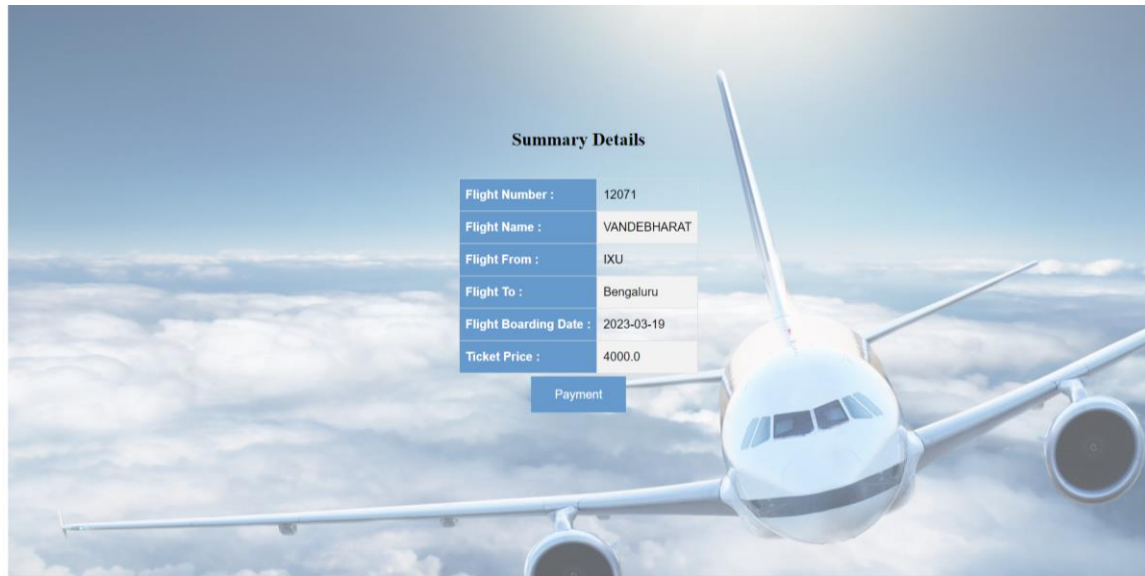 Summary Details
Flight Number : 12071
Flight Name : VANDEBHARAT
Flight From : IXU
Flight To : Bengaluru
Flight Boarding Date : 2023-03-19
Ticket Price : 4000.0
Payment